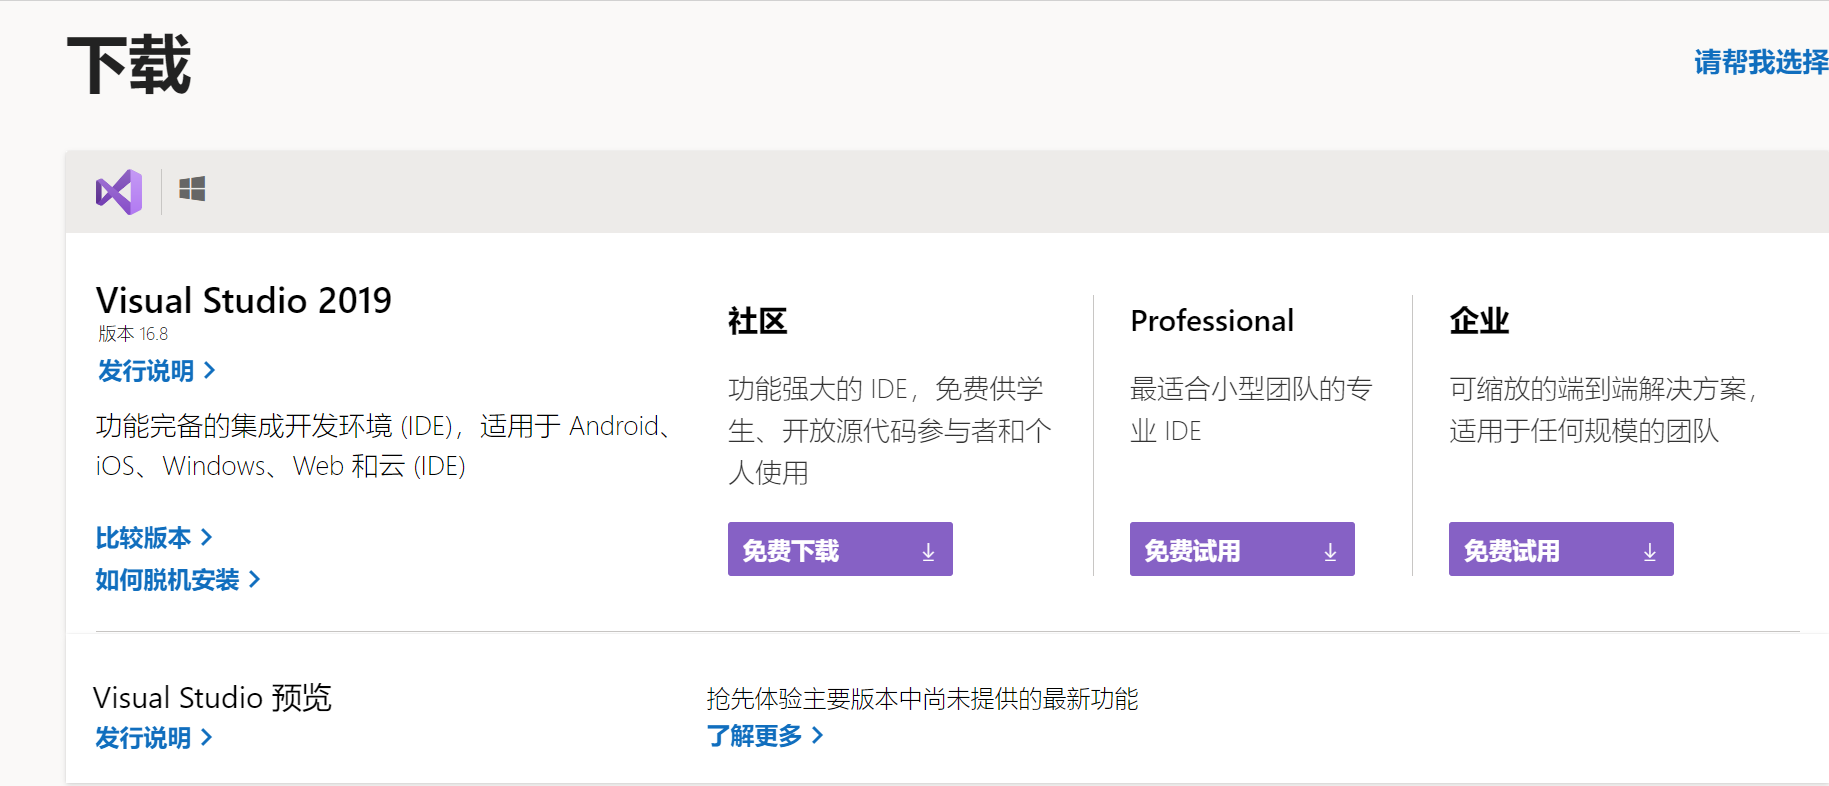 下载
请帮我选择
Visual Studio 2019
版本 16.8
发行说明
功能完备的集成开发环境 (IDE)，适用于 Android、
iOS、Windows、Web 和云 (IDE)
比较版本
如何脱机安装
社区
功能强大的 IDE，免费供学
生、开放源代码参与者和个
人使用
免费下载
Professional
最适合小型团队的专
业 IDE
免费试用
企业
可缩放的端到端解决方案，
适用于任何规模的团队
免费试用
Visual Studio 预览
发行说明
抢先体验主要版本中尚未提供的最新功能
了解更多